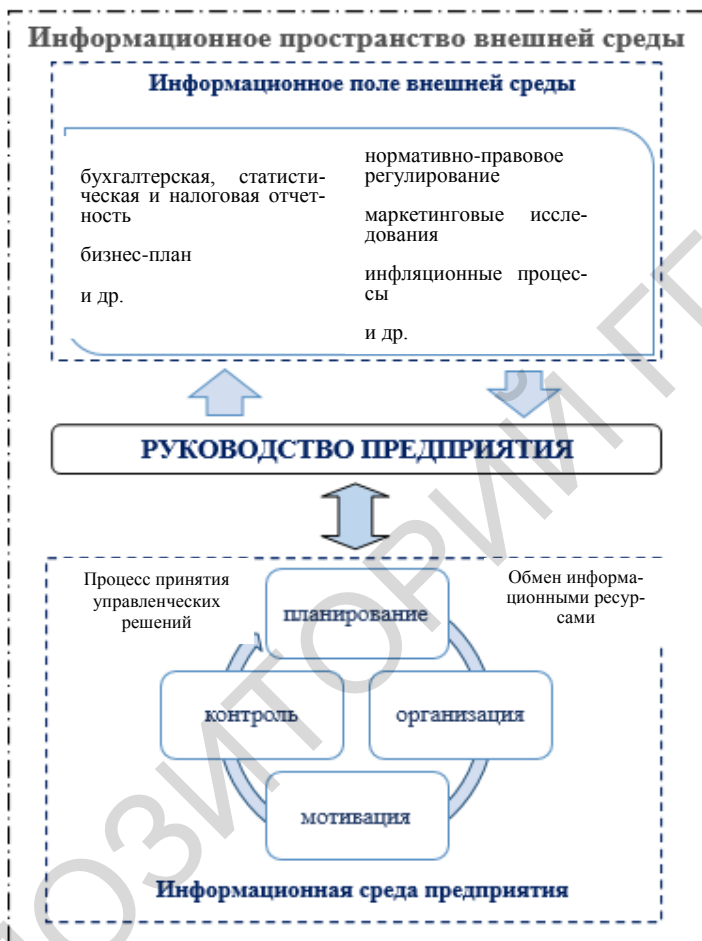 Информационное пространство внешней среды
Информационное поле внешней среды
бухгалтерская, статисти-
ческая и налоговая отчет-
ность
бизнес-план
и др.
нормативно-правовое
регулирование
маркетинговые иссле-
дования
инфляционные процес-
сы
и др.
РУКОВОДСТВО ПРЕДПРИЯТИЯ
Процесс принятия
управленческих
решений
Обмен информа-
ционными ресур-
сами
планирование
контроль
организация
мотивация
Информационная среда предприятия
ПОЗИТОРИЙ ГГ